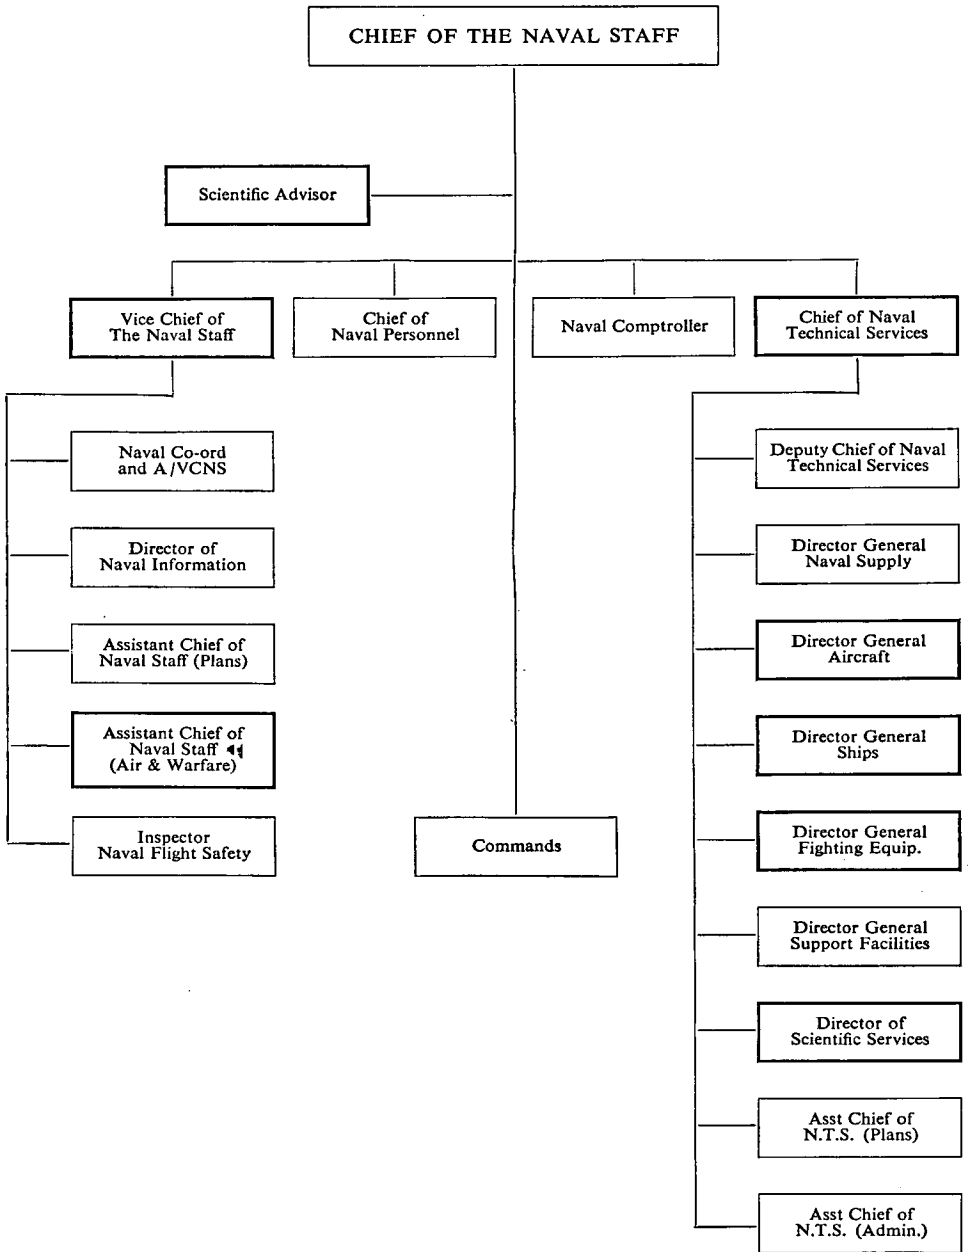 CHIEF OF THE NAVAL STAFF
Scientific Advisor
Vice Chief of
The Naval Staff
Chief of
Naval Personnel
Naval Comptroller
Chief of Naval
Technical Services
Naval Co-ord
and A/VCNS
Director of
Naval Information
Assistant Chief of
Naval Staff (Plans)
Assistant Chief of
Naval Staff
(Air & Warfare)
Inspector
Naval Flight Safety
Commands
Deputy Chief of Naval
Technical Services
Director General
Naval Supply
Director General
Aircraft
Director General
Ships
Director General
Fighting Equip.
Director General
Support Facilities
Director of
Scientific Services
Asst Chief of
N.T.S. (Plans)
Asst Chief of
N.T.S. (Admin.)